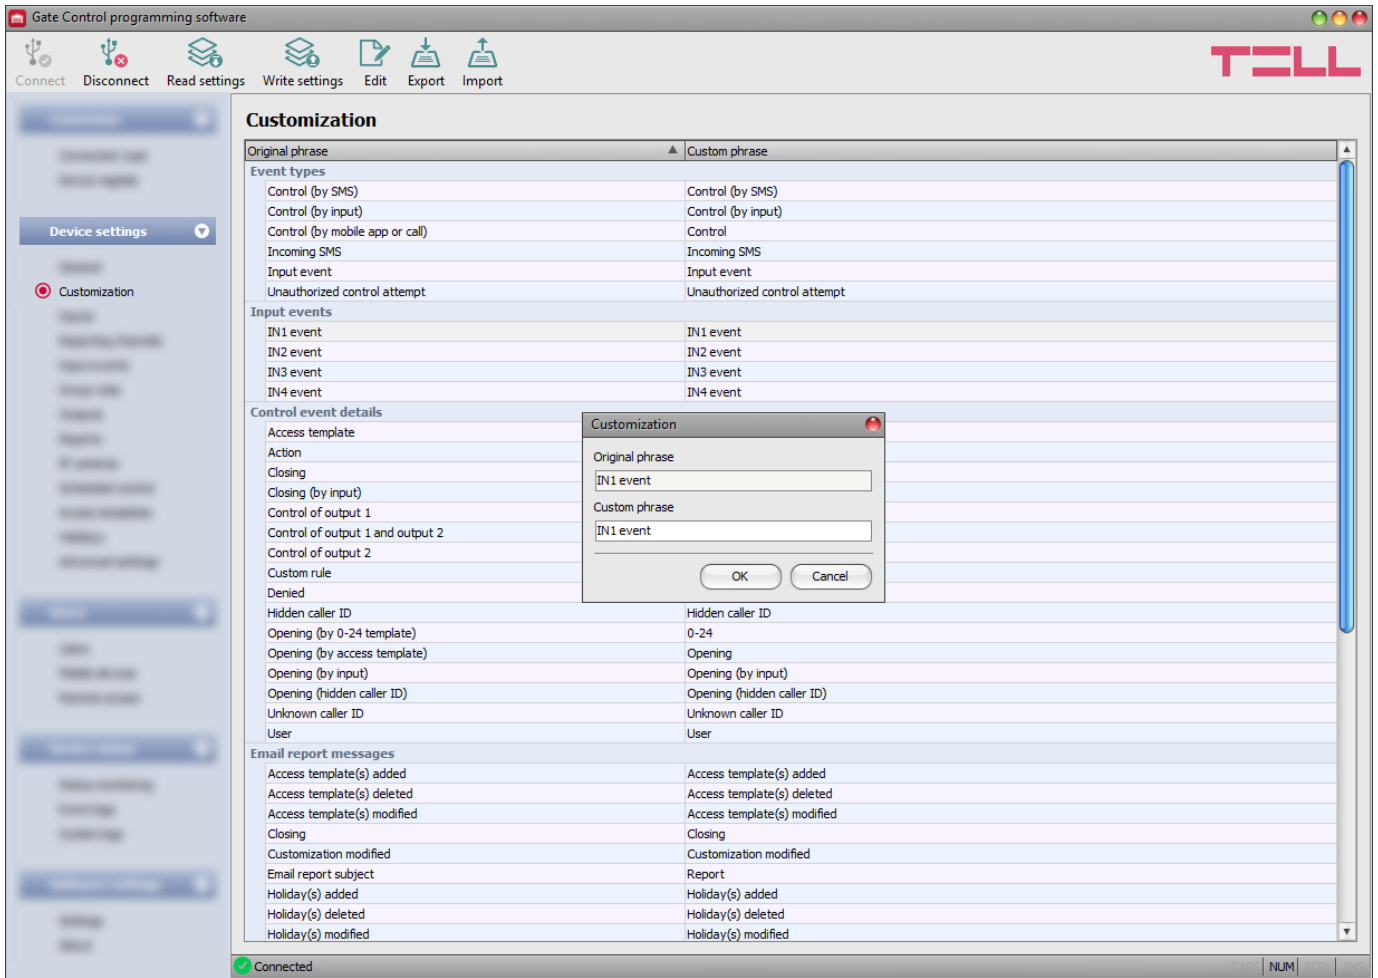 Gate Control programming software
Connect Disconnect Read settings Write settings Edit Export Import
TELL
Device settings
Customization
Customization
Original phrase Custom phrase
Event types
Control (by SMS) Control (by SMS)
Control (by input) Control (by input)
Control (by mobile app or call) Control
Incoming SMS Incoming SMS
Input event Input event
Unauthorized control attempt Unauthorized control attempt
Input events
IN1 event IN1 event
IN2 event IN2 event
IN3 event IN3 event
IN4 event IN4 event
Control event details
Access template
Action
Closing
Closing (by input)
Control of output 1
Control of output 1 and output 2
Control of output 2
Custom rule
Denied
Hidden caller ID Hidden caller ID
Opening (by 0-24 template) 0-24
Opening (by access template) Opening
Opening (by input) Opening (by input)
Opening (hidden caller ID) Opening (hidden caller ID)
Unknown caller ID Unknown caller ID
User User
Email report messages
Access template(s) added Access template(s) added
Access template(s) deleted Access template(s) deleted
Access template(s) modified Access template(s) modified
Closing Closing
Customization modified Customization modified
Email report subject Report
Holiday(s) added Holiday(s) added
Holiday(s) deleted Holiday(s) deleted
Holiday(s) modified Holiday(s) modified
Customization
Original phrase
IN1 event
Custom phrase
IN1 event
OK Cancel
Connected
CAPS NUM SCRL INS